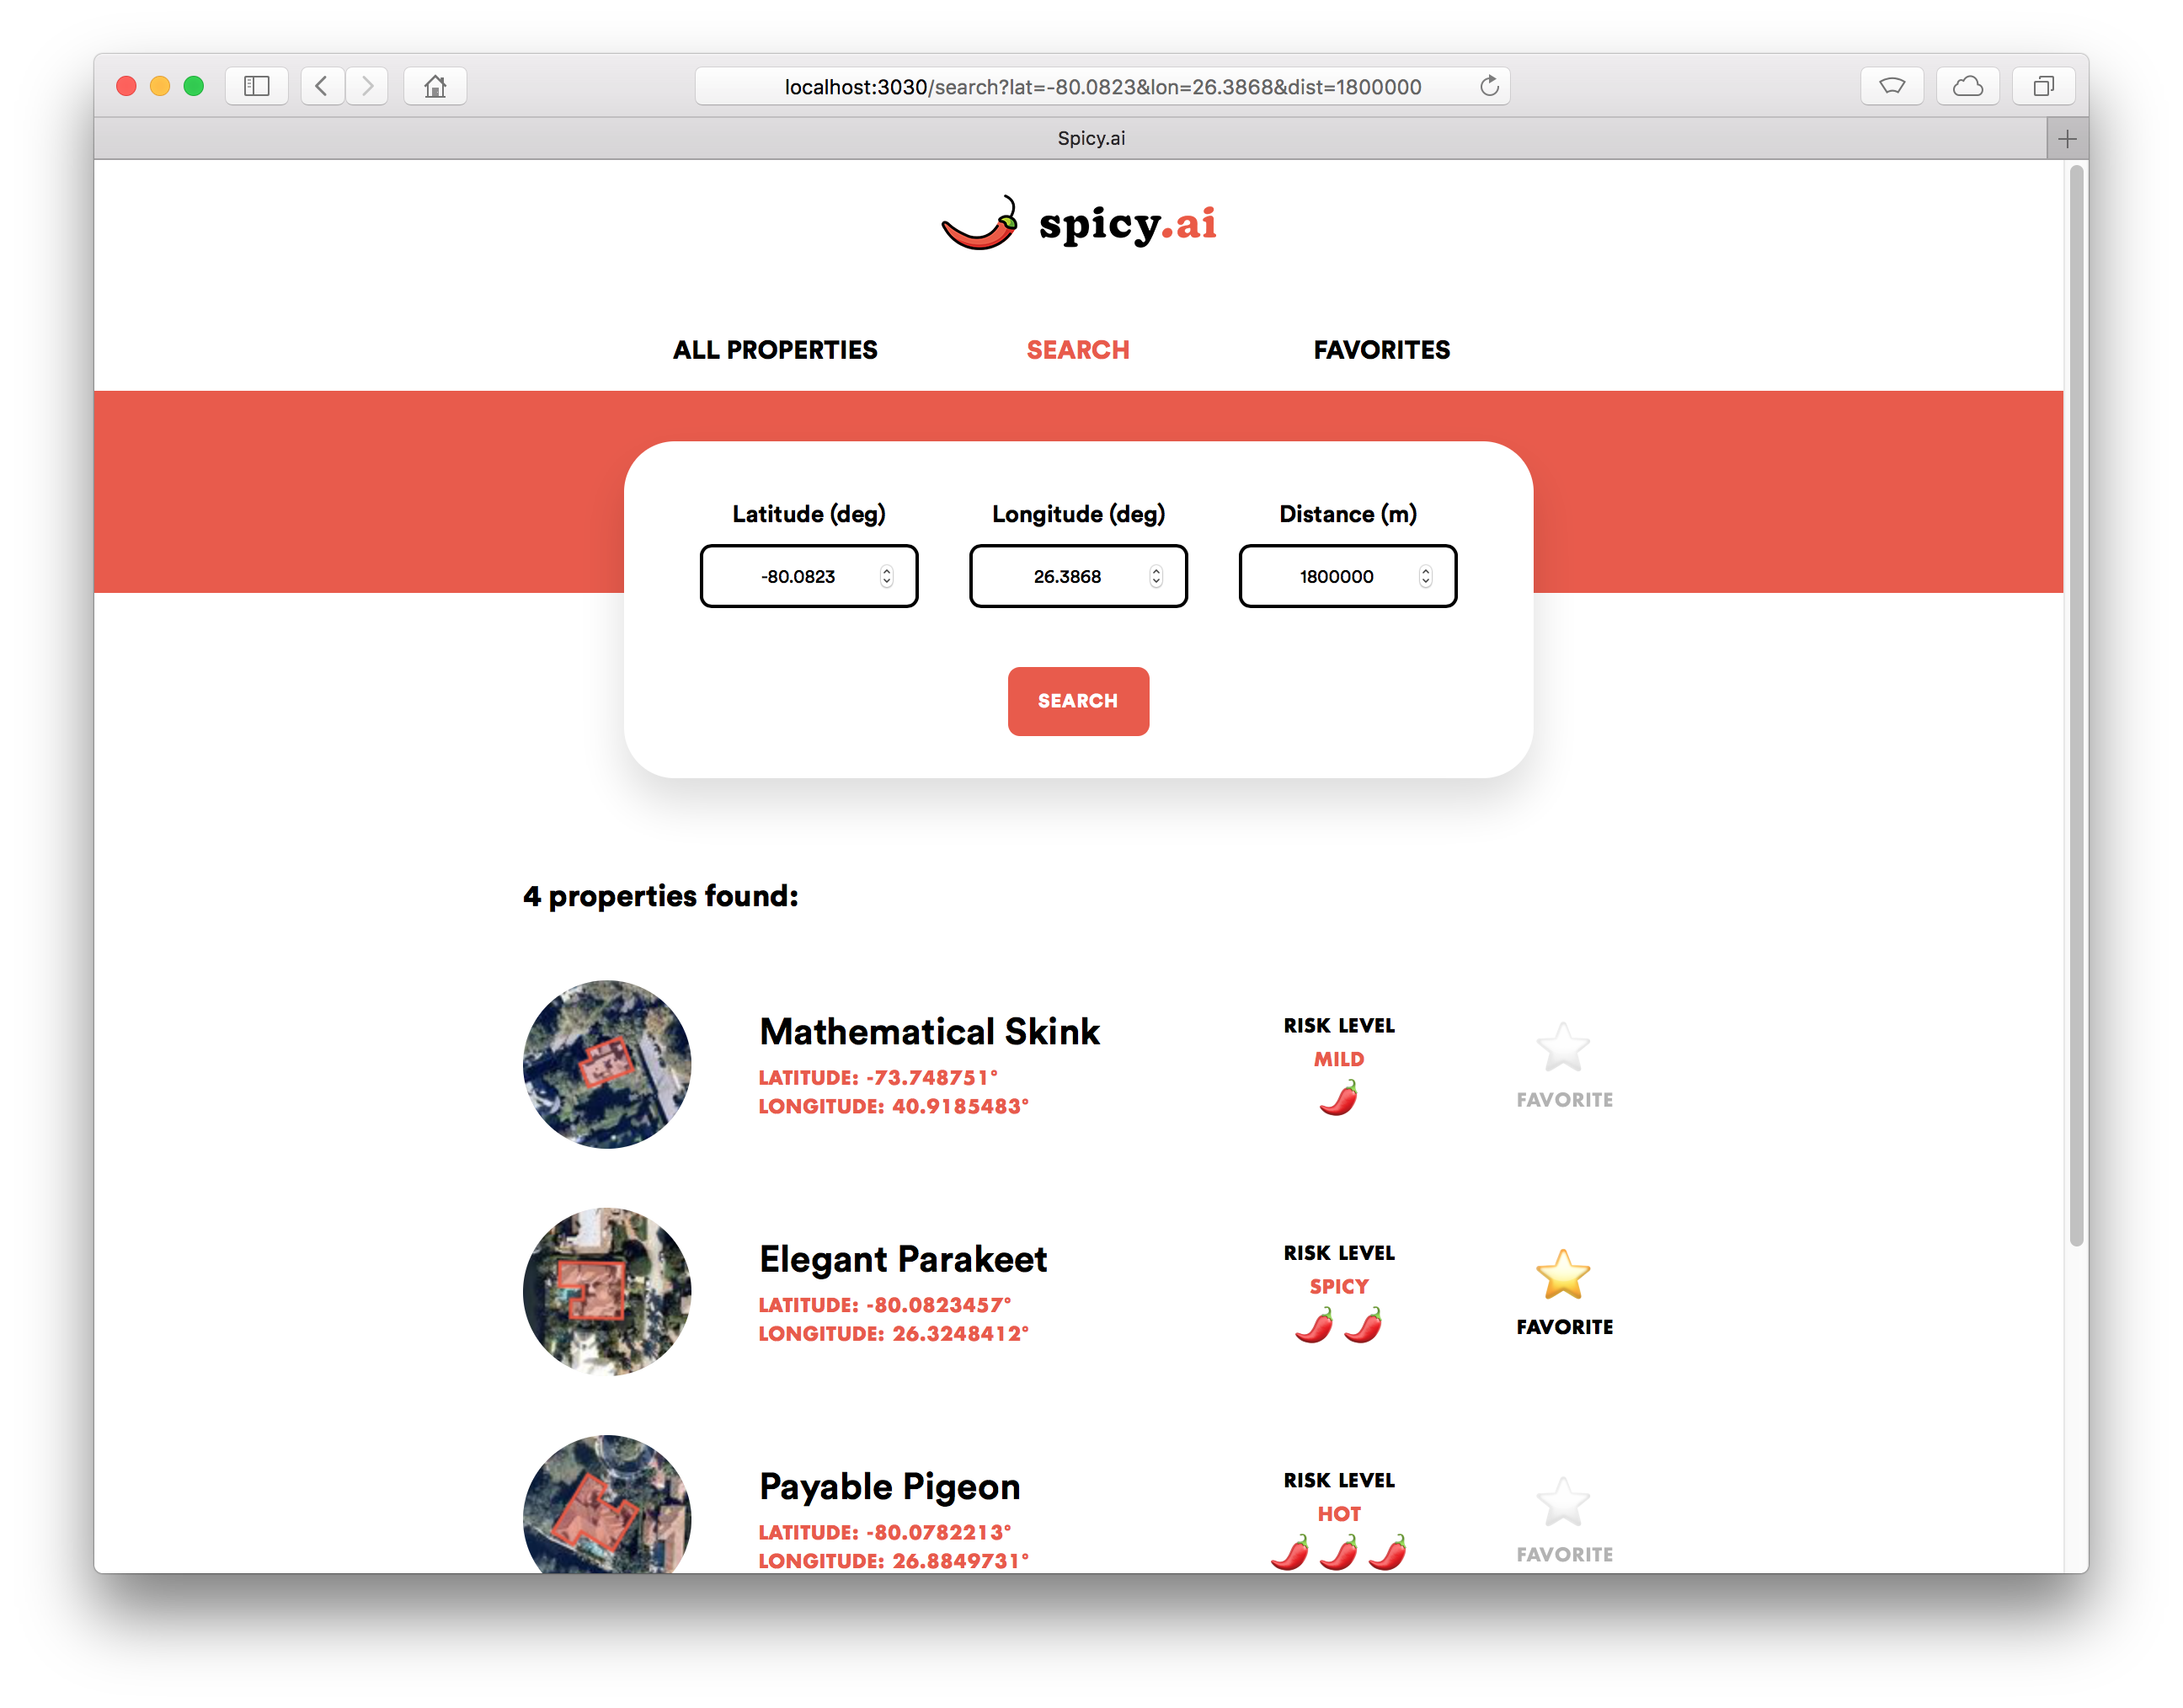 localhost:3030/search?lat=-80.0823&lon=26.3868&dist=1800000
Spicy.ai
spicy.ai
ALL PROPERTIES SEARCH FAVORITES
Latitude (deg) Longitude (deg) Distance (m)
-80.0823 26.3868 1800000
SEARCH
4 properties found:
Mathematical Skink
LATITUDE: -73.748751°
LONGITUDE: 40.9185483°
RISK LEVEL
MILD
FAVORITE
Elegant Parakeet
LATITUDE: -80.0823457°
LONGITUDE: 26.3248412°
RISK LEVEL
SPICY
FAVORITE
Payable Pigeon
LATITUDE: -80.0782213°
LONGITUDE: 26.8849731°
RISK LEVEL
HOT
FAVORITE